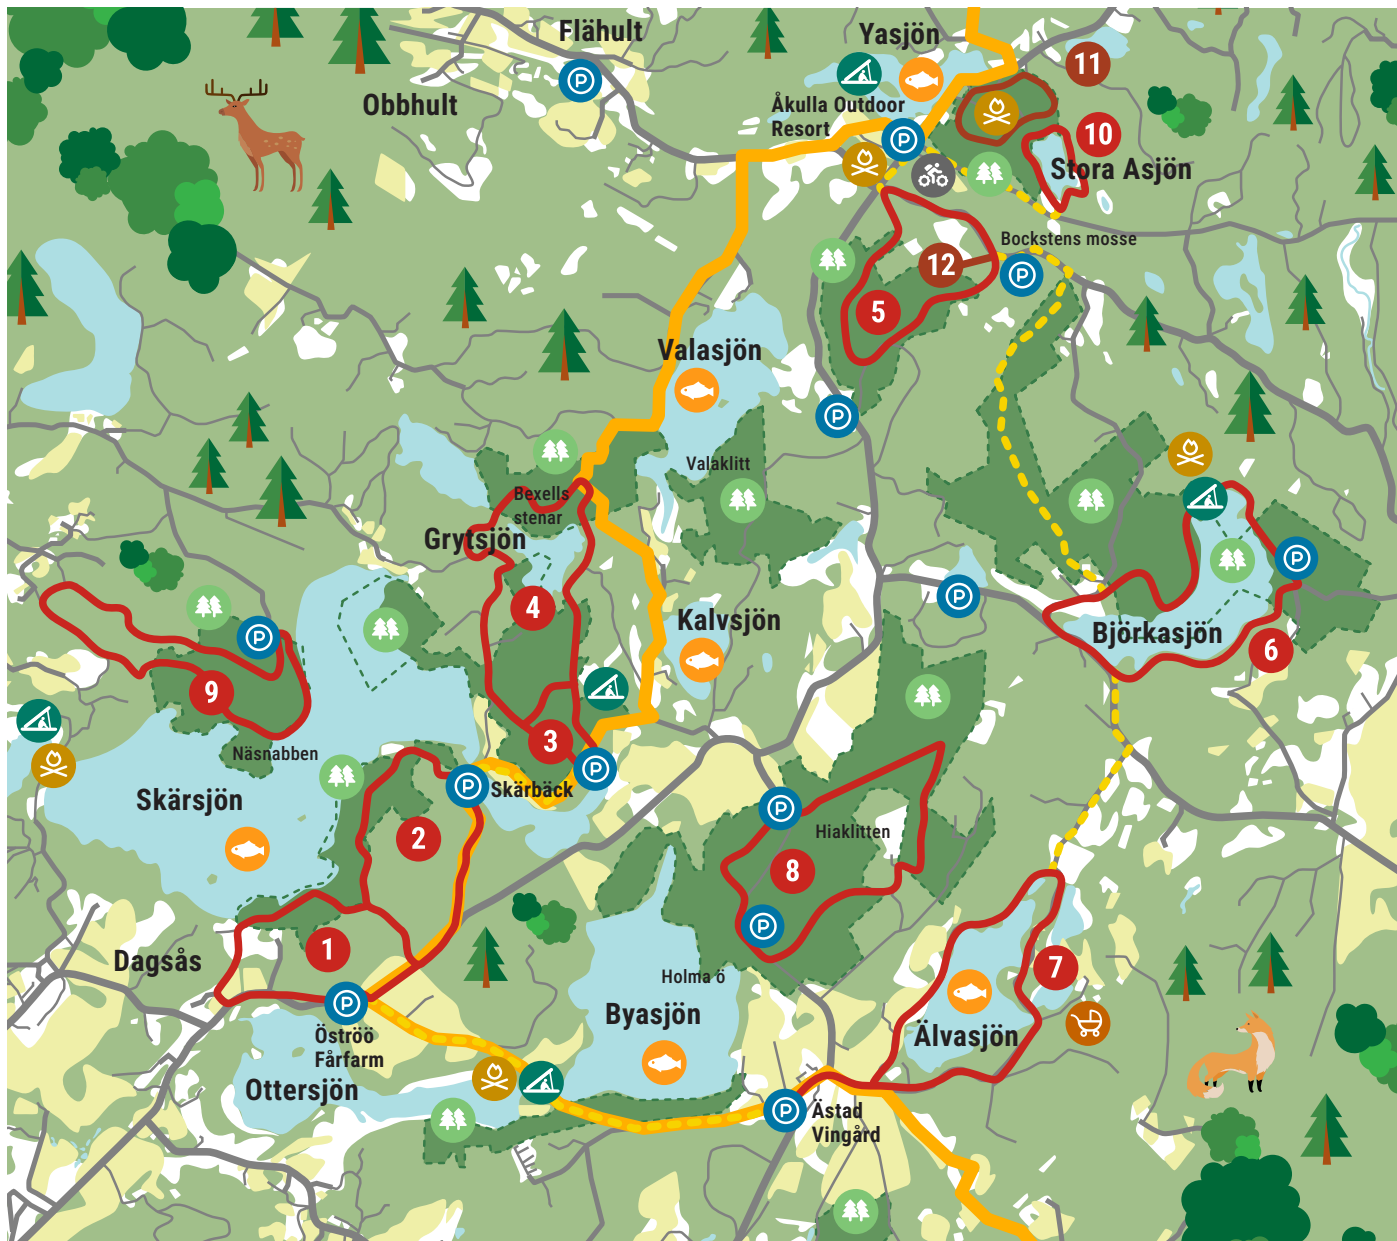 Flähult
Yasjön
Obbhult
Åkulla Outdoor
Resort
P
P
11
10
Stora Asjön
Bockstens mosse
12
P
5
Valasjön
P
Valaklitt
Bexells
stenar
Grytsjön
4
Kalvsjön
P
P
Björkasjön
6
P
9
Näsnabben
3
P
P
Skärbäck
Skärsjön
2
P
Hiaklitten
8
P
1
Dagsås
7
Holma ö
P
Öströö
Fårfarm
Byasjön
Älvasjön
Ottersjön
P
Ästad
Vingård